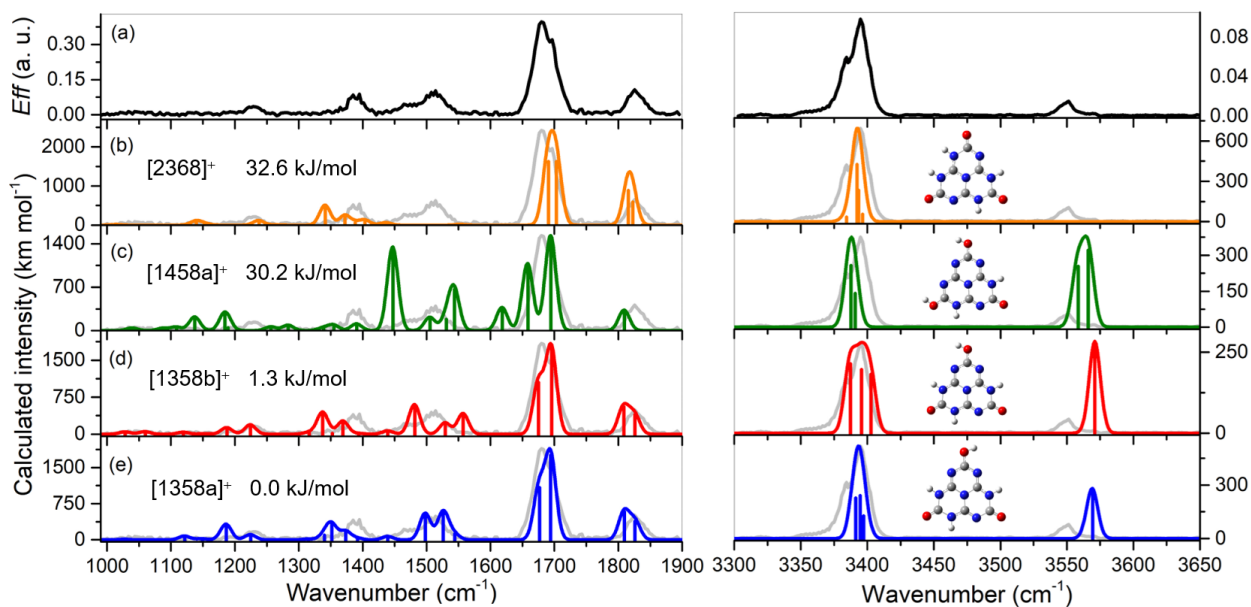 (a)
Eff (a. u.)
0.30
0.15
0.00
0.08
0.04
0.00
(b)
[2368]⁺ 32.6 kJ/mol
2000
1000
0
600
300
0
(c)
[1458a]⁺ 30.2 kJ/mol
1400
700
0
300
150
0
(d)
[1358b]⁺ 1.3 kJ/mol
1500
750
0
250
0
(e)
[1358a]⁺ 0.0 kJ/mol
1500
750
0
300
0
Calculated intensity (km mol⁻¹)
1000 1100 1200 1300 1400 1500 1600 1700 1800 1900
3300 3350 3400 3450 3500 3550 3600 3650
Wavenumber (cm⁻¹)
Wavenumber (cm⁻¹)